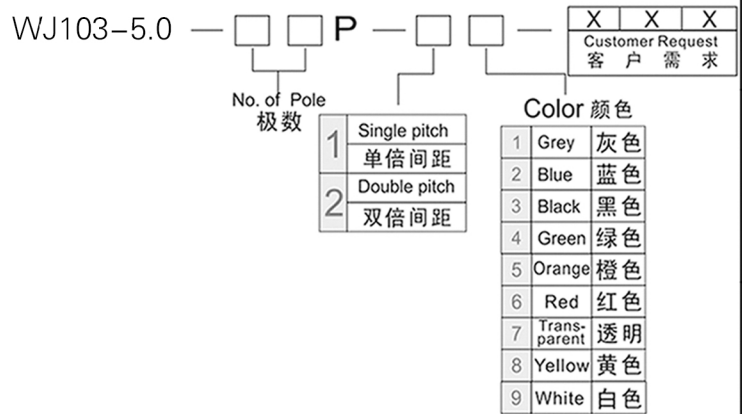 WJ103–5.0 — □ □ P — □ □ — X X X
Customer Request
客户需求
No. of Pole
极数
1 Single pitch
单倍间距
2 Double pitch
双倍间距
Color 颜色
1 Grey 灰色
2 Blue 蓝色
3 Black 黑色
4 Green 绿色
5 Orange 橙色
6 Red 红色
7 Trans-
parent 透明
8 Yellow 黄色
9 White 白色